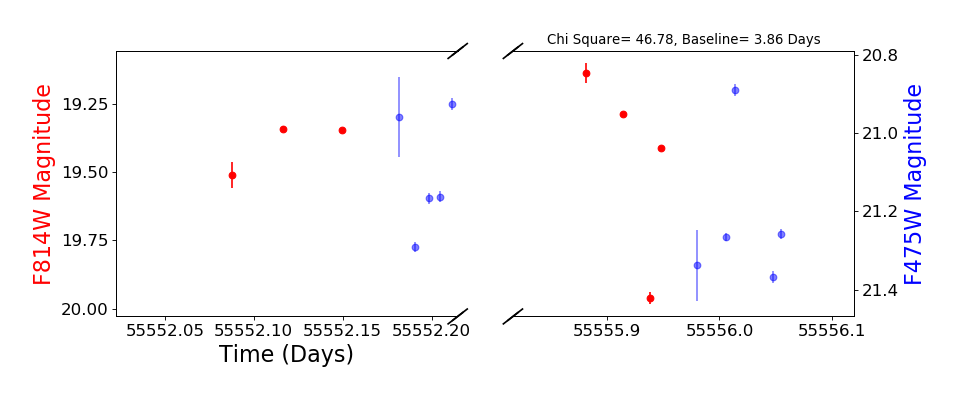 Chi Square= 46.78, Baseline= 3.86 Days
F814W Magnitude
19.25
19.50
19.75
20.00
20.8
21.0
21.2
21.4
F475W Magnitude
55552.05 55552.10 55552.15 55552.20 55555.9 55556.0 55556.1
Time (Days)